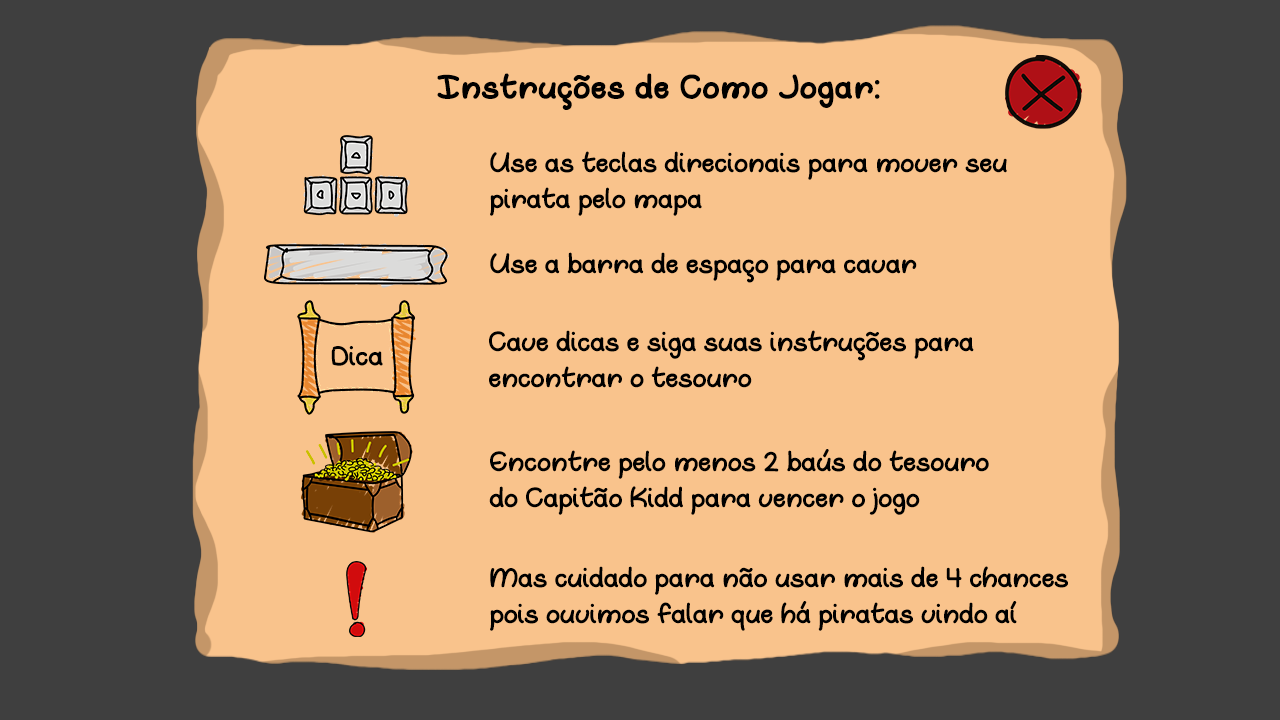 Instruções de Como Jogar:
Use as teclas direcionais para mover seu
pirata pelo mapa
Use a barra de espaço para cavar
Dica
Cave dicas e siga suas instruções para
encontrar o tesouro
Encontre pelo menos 2 baús do tesouro
do Capitão Kidd para vencer o jogo
Mas cuidado para não usar mais de 4 chances
pois ouvimos falar que há piratas vindo aí